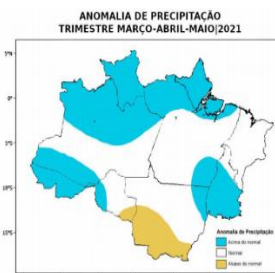 ANOMALIA DE PRECIPITAÇÃO
TRIMESTRE MARÇO-ABRIL-MAIO|2021
5°N
0°
5°S
10°S
15°S
Anomalia de Precipitação
Acima do normal
Normal
Abaixo do normal